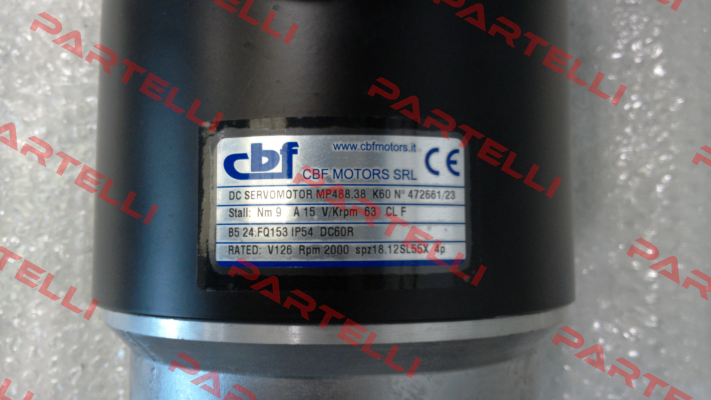 cbf
www.cbfmotors.it
CBF MOTORS SRL
CE
DC SERVOMOTOR MP488.38 K60 N° 472661/23
Stall: Nm 9 A 15 V/Krpm 63 CL F
B5 24.FQ153 IP54 DC60R
RATED: V126 Rpm 2000 spz18.12SL55X 4p
PARTELLI
PARTELLI
PARTELLI
PARTELLI
PARTELLI
PARTELLI
PARTELLI